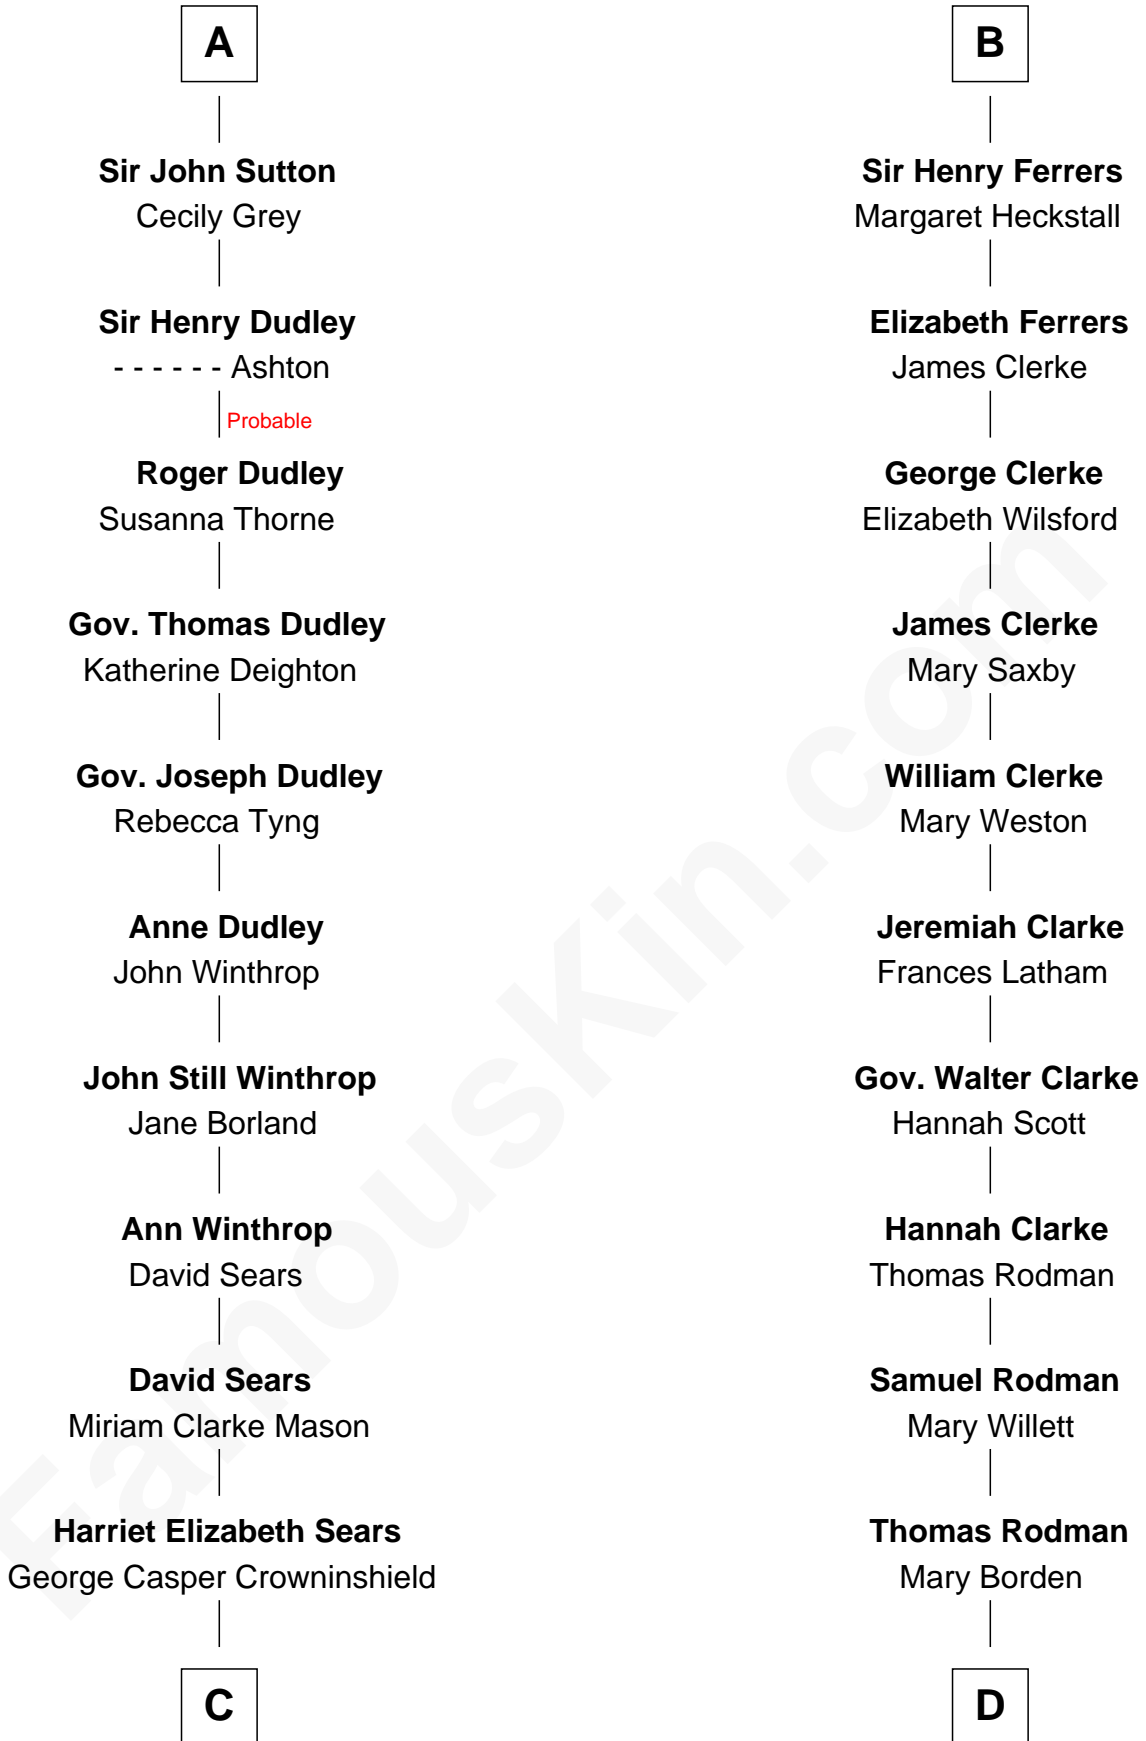 A
Sir John Sutton
Cecily Grey
Sir Henry Dudley
- - - - - - Ashton
Probable
Roger Dudley
Susanna Thorne
Gov. Thomas Dudley
Katherine Deighton
Gov. Joseph Dudley
Rebecca Tyng
Anne Dudley
John Winthrop
John Still Winthrop
Jane Borland
Ann Winthrop
David Sears
David Sears
Miriam Clarke Mason
Harriet Elizabeth Sears
George Casper Crowninshield
C
B
Sir Henry Ferrers
Margaret Heckstall
Elizabeth Ferrers
James Clerke
George Clerke
Elizabeth Wilsford
James Clerke
Mary Saxby
William Clerke
Mary Weston
Jeremiah Clarke
Frances Latham
Gov. Walter Clarke
Hannah Scott
Hannah Clarke
Thomas Rodman
Samuel Rodman
Mary Willett
Thomas Rodman
Mary Borden
D
FamousKin.com